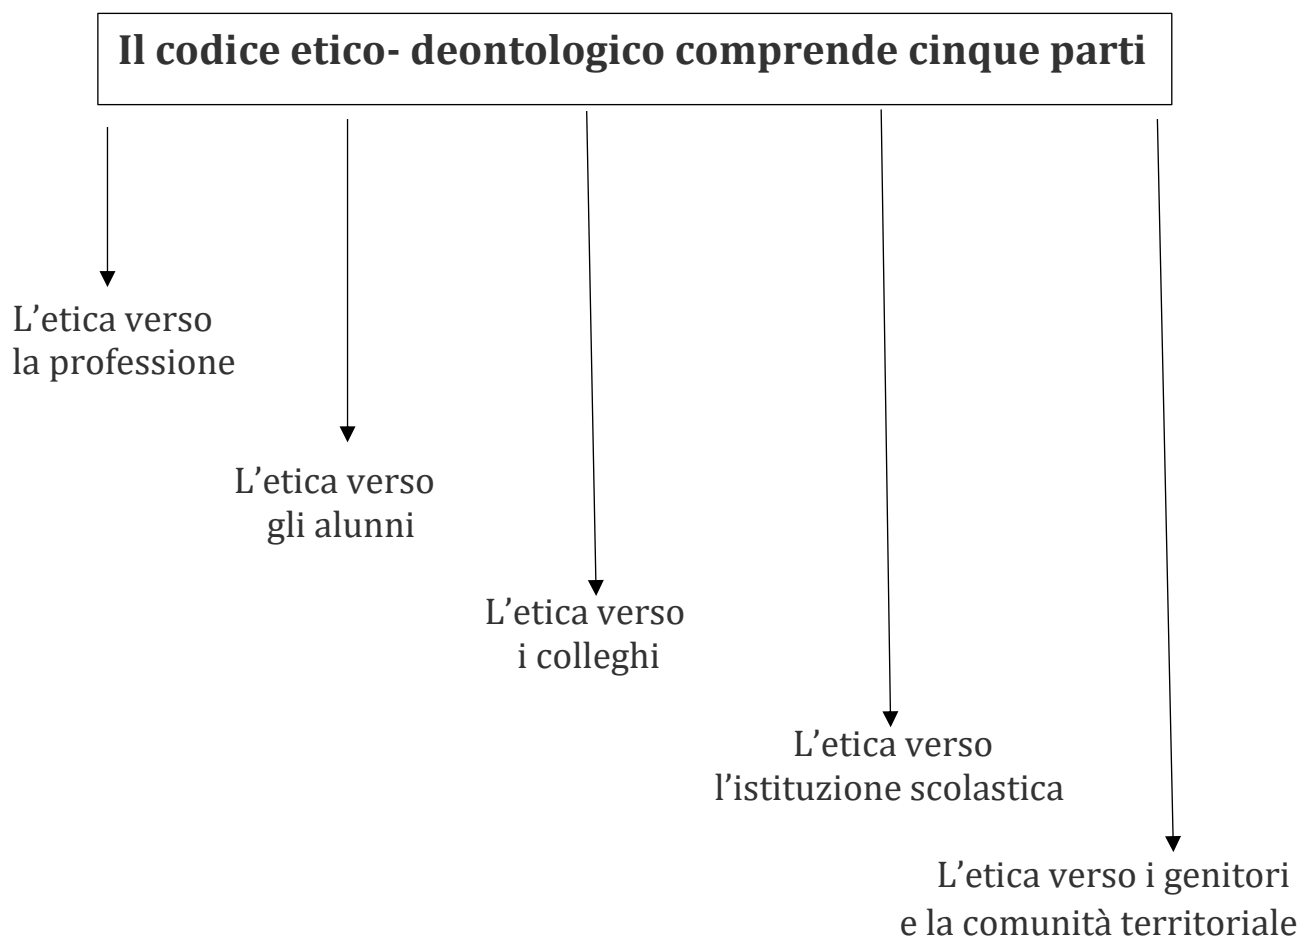 Il codice etico- deontologico comprende cinque parti
L’etica verso
la professione
L’etica verso
gli alunni
L’etica verso
i colleghi
L’etica verso
l’istituzione scolastica
L’etica verso i genitori
e la comunità territoriale